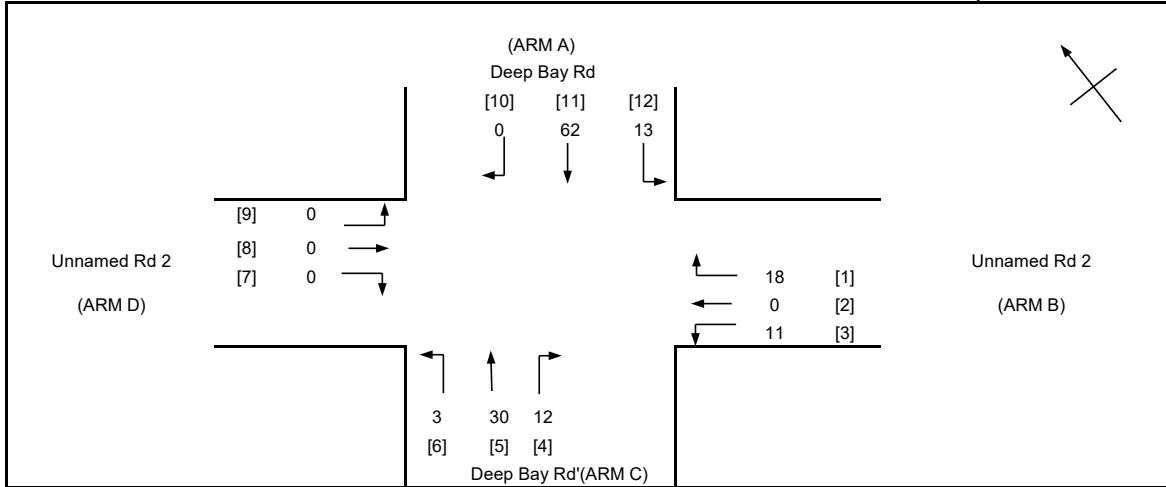 (ARM A)
Deep Bay Rd
[10] [11] [12]
0 62 13
[9] 0
[8] 0
[7] 0
Unnamed Rd 2
(ARM D)
18 [1]
0 [2]
11 [3]
Unnamed Rd 2
(ARM B)
3 30 12
[6] [5] [4]
Deep Bay Rd'(ARM C)